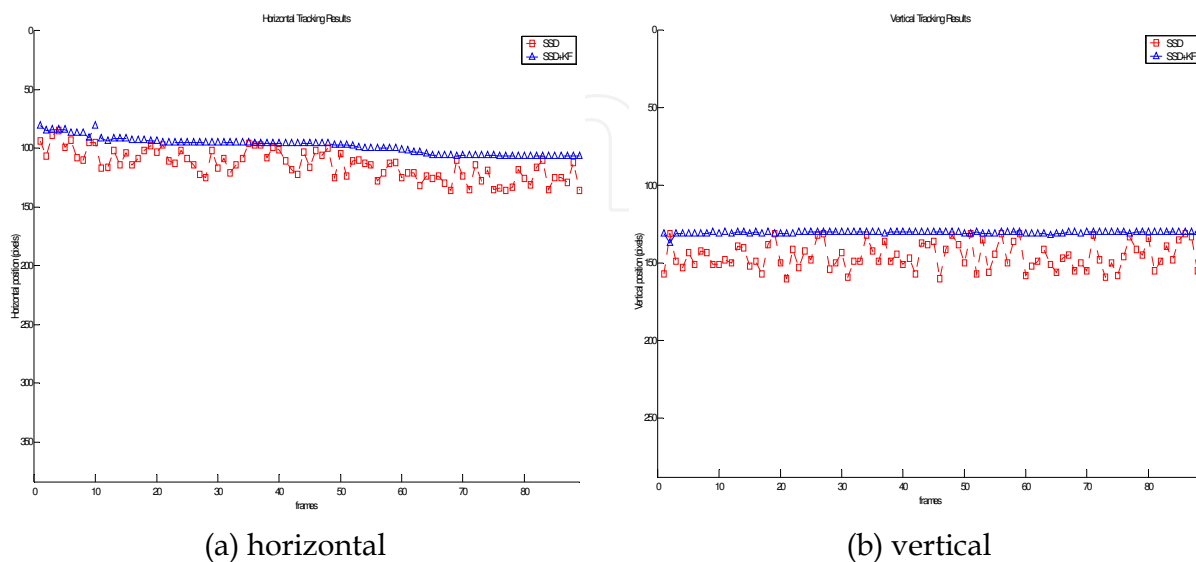 Horizontal Tracking Results
0
50
100
150
200
250
300
350
Horizontal position (pixels)
0 10 20 30 40 50 60 70 80
frames
SSD
SSD+KF
(a) horizontal
Vertical Tracking Results
0
50
100
150
200
250
Vertical position (pixels)
0 10 20 30 40 50 60 70 80
frames
SSD
SSD+KF
(b) vertical